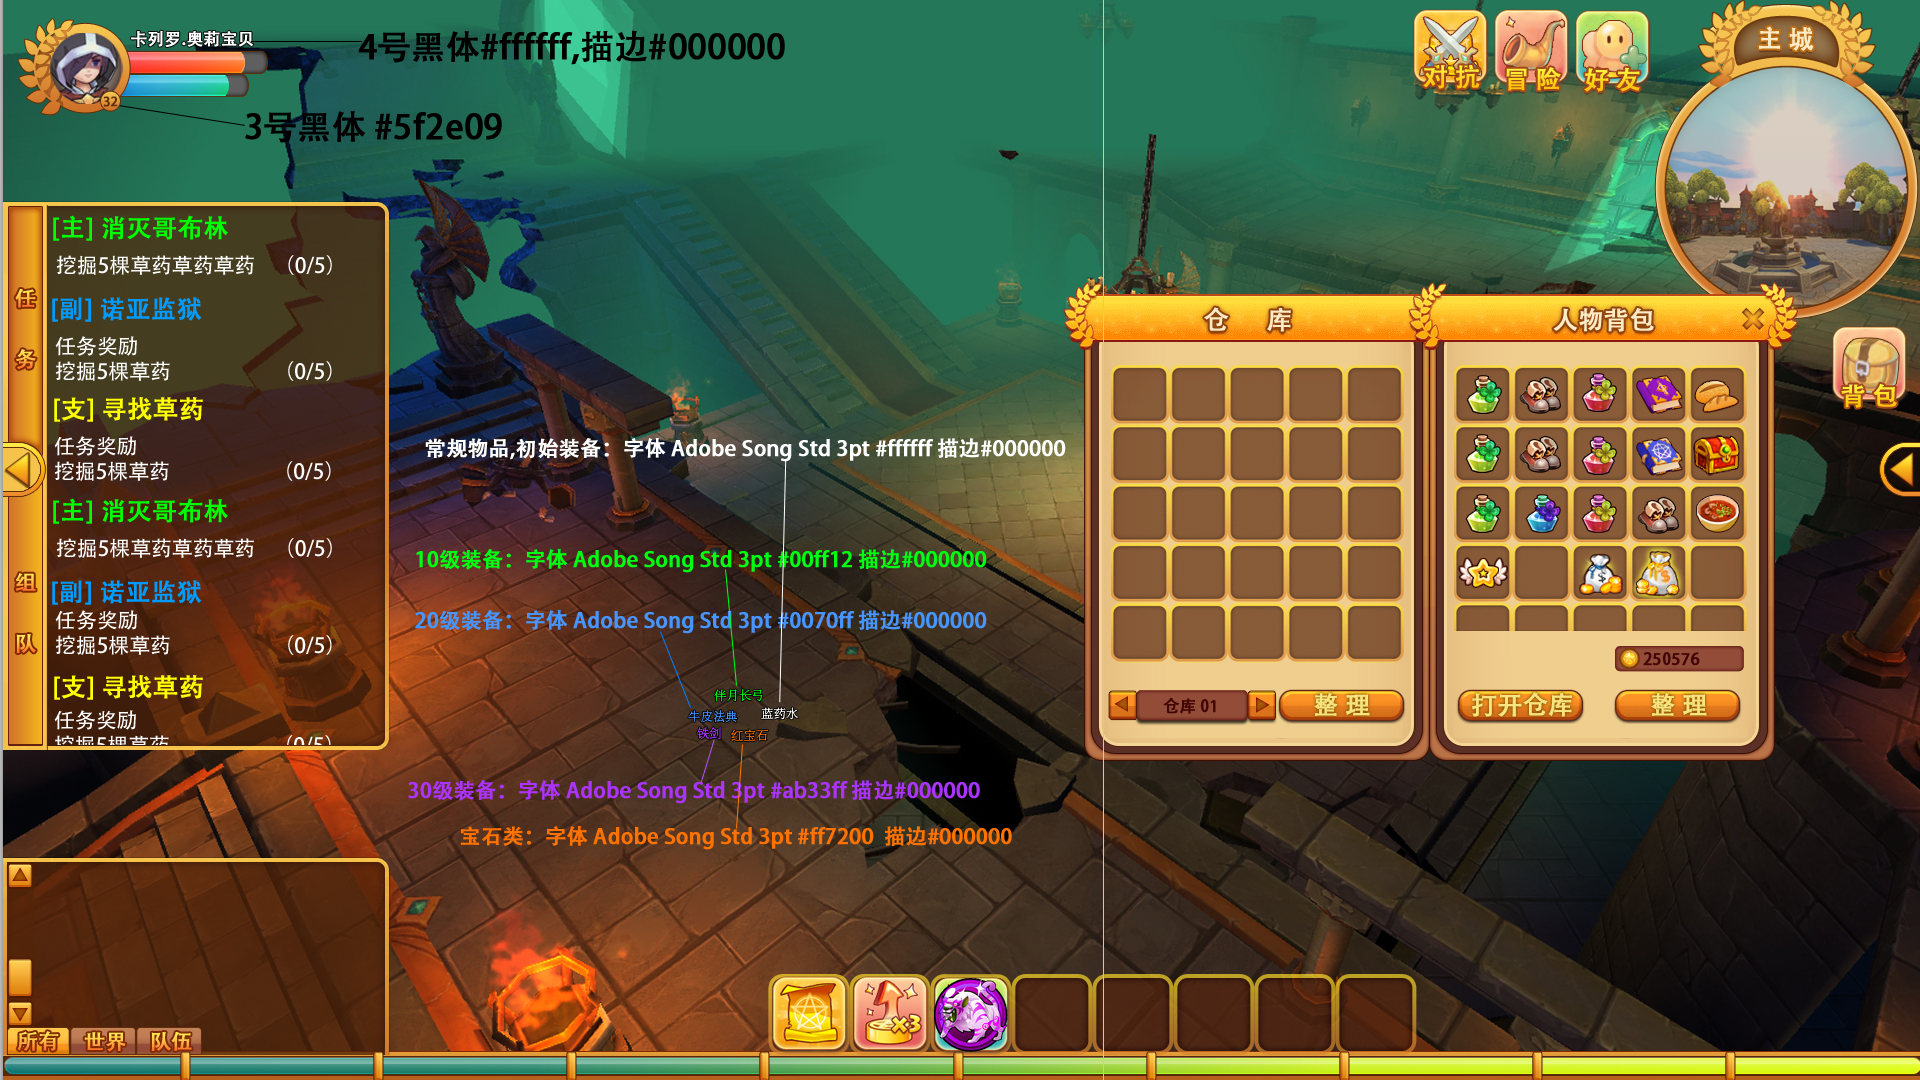 卡列罗.奥莉宝贝
4号黑体#ffffff,描边#000000
32
3号黑体 #5f2e09
对抗
冒险
好友
主城
任务
组队
[主] 消灭哥布林
挖掘5棵草药草药草药 （0/5）
[副] 诺亚监狱
任务奖励
挖掘5棵草药 （0/5）
[支] 寻找草药
任务奖励
挖掘5棵草药 （0/5）
[主] 消灭哥布林
挖掘5棵草药草药草药 （0/5）
[副] 诺亚监狱
任务奖励
挖掘5棵草药 （0/5）
[支] 寻找草药
任务奖励
挖掘5棵草药 （0/5）
常规物品,初始装备：字体 Adobe Song Std 3pt #ffffff 描边#000000
10级装备：字体 Adobe Song Std 3pt #00ff12 描边#000000
20级装备：字体 Adobe Song Std 3pt #0070ff 描边#000000
伴月长弓
牛皮法典
蓝药水
铁剑
红宝石
30级装备：字体 Adobe Song Std 3pt #ab33ff 描边#000000
宝石类：字体 Adobe Song Std 3pt #ff7200 描边#000000
仓 库
仓库 01
整 理
人物背包
250576
打开仓库
整 理
背包
所有
世界
队伍
×3